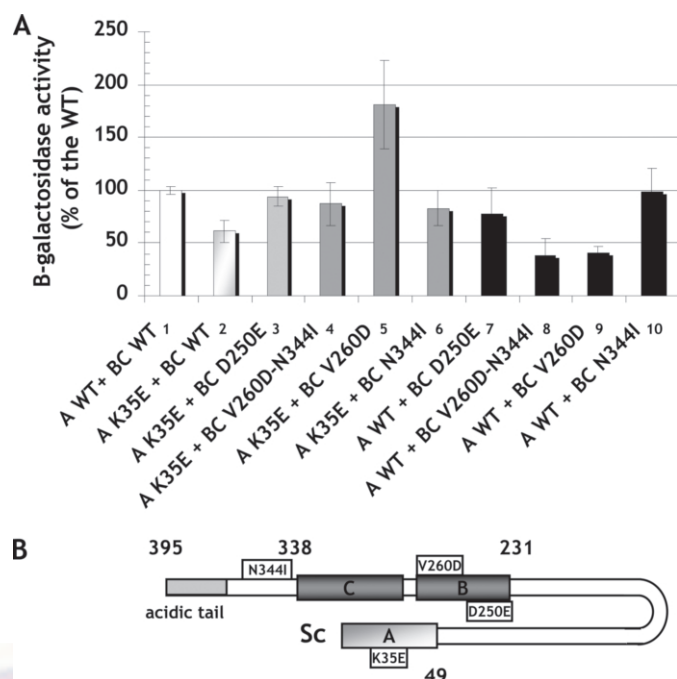 A
B-galactosidase activity
(% of the WT)
250
200
150
100
50
0
A WT+ BC WT 1
A K35E + BC WT 2
A K35E + BC D250E 3
A K35E + BC V260D-N344I 4
A K35E + BC V260D 5
A K35E + BC N344I 6
A WT + BC D250E 7
A WT + BC V260D-N344I 8
A WT + BC V260D 9
A WT + BC N344I 10
B
395 338 231
N344I V260D
C B
acidic tail D250E
Sc A
K35E
49